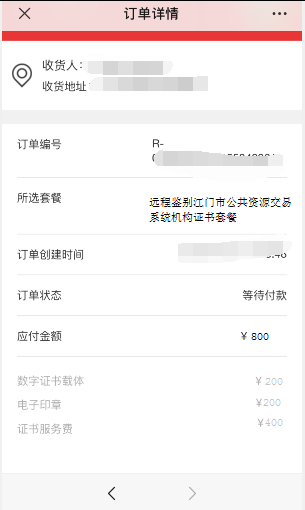 订单详情
收货人：
收货地址
订单编号
R-
所选套餐
远程鉴别江门市公共资源交易
系统机构证书套餐
订单创建时间
订单状态
等待付款
应付金额
￥ 800
数字证书载体
￥ 200
电子印章
￥200
证书服务费
￥400